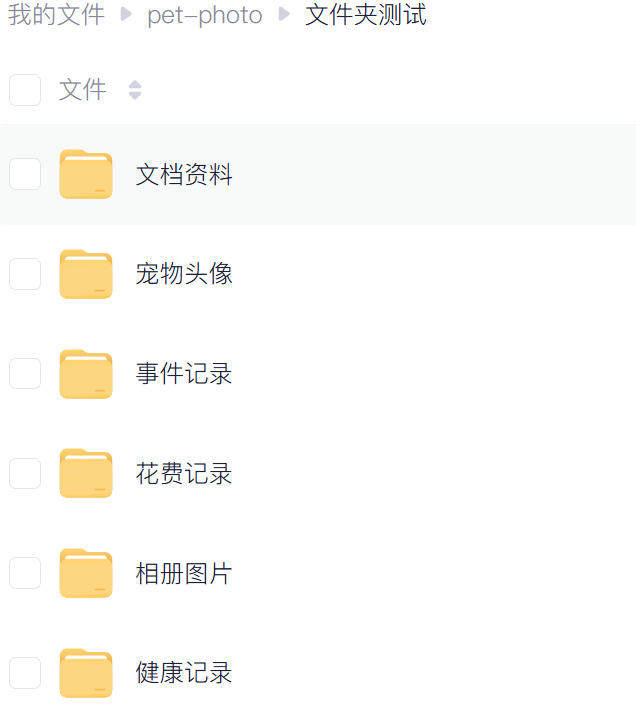 我的文件 pet-photo 文件夹测试
文件
文档资料
宠物头像
事件记录
花费记录
相册图片
健康记录